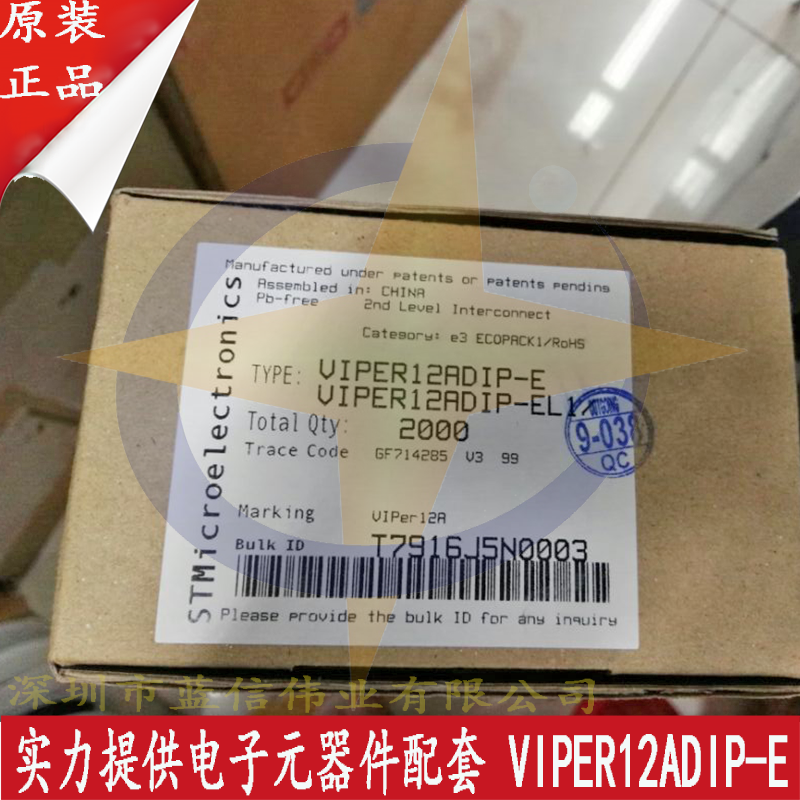 原装
正品
Manufactured under patents or patents pending
Assembled in: CHINA
Pb-free 2nd Level Interconnect
Category: e3 ECOPACK1/RoHS
STMicroelectronics
TYPE: VIPER12ADIP-E
VIPER12ADIP-EL1
Total Qty: 2000
Trace Code GF714285 V3 99
9-038
QC
Marking VIPer12A
Bulk ID T7916J5N0003
Please provide the bulk ID for any inquiry
深圳市蓝信伟业有限公司
实力提供电子元器件配套 VIPER12ADIP-E